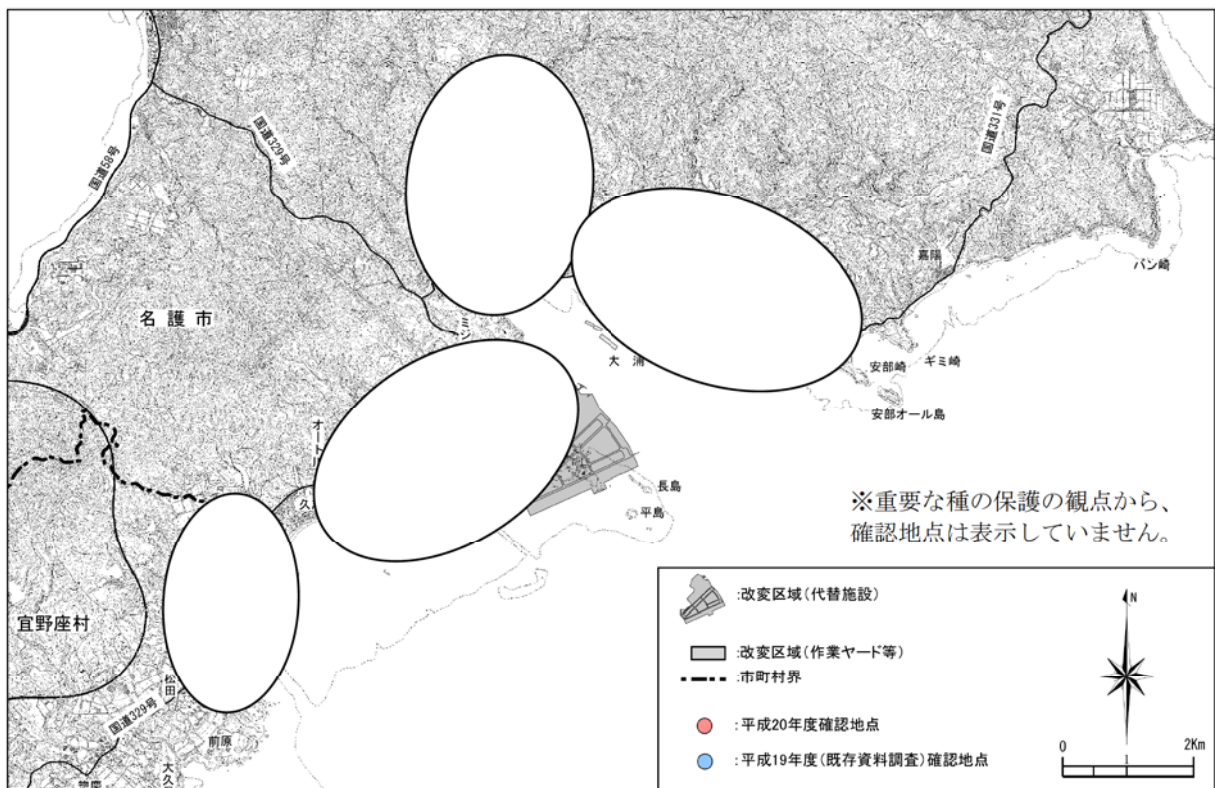 国道58号
国道329号
国道331号
嘉陽
バン崎
名護市
大浦
安部崎
ギミ崎
安部オール島
長島
平島
※重要な種の保護の観点から、
確認地点は表示していません。
宜野座村
松田
国道329号
前原
大久
:改変区域(代替施設)
:改変区域(作業ヤード等)
:市町村界
:平成20年度確認地点
:平成19年度(既存資料調査)確認地点
N
0
1
2Km